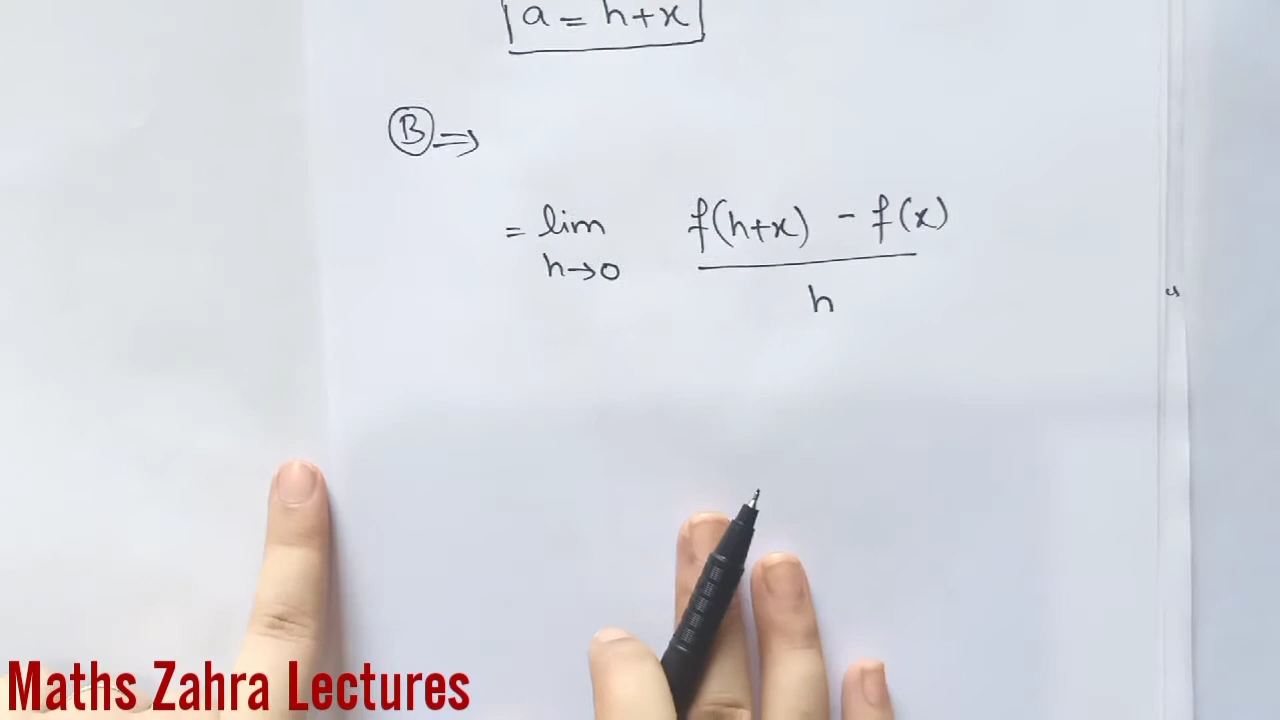 a = h+x
B ⇒
= lim f(h+x) - f(x)
h→0 h
Maths Zahra Lectures